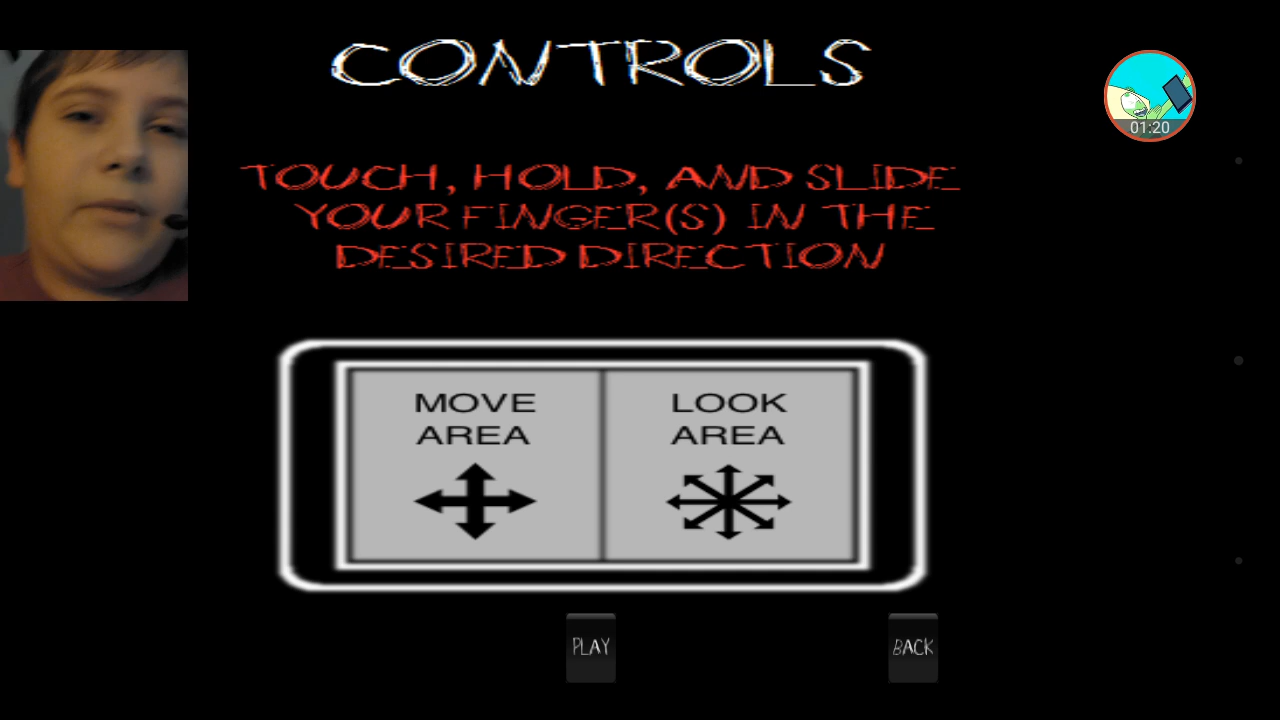 CONTROLS
01:20
TOUCH, HOLD, AND SLIDE
YOUR FINGER(S) IN THE
DESIRED DIRECTION
MOVE
AREA
LOOK
AREA
PLAY
BACK